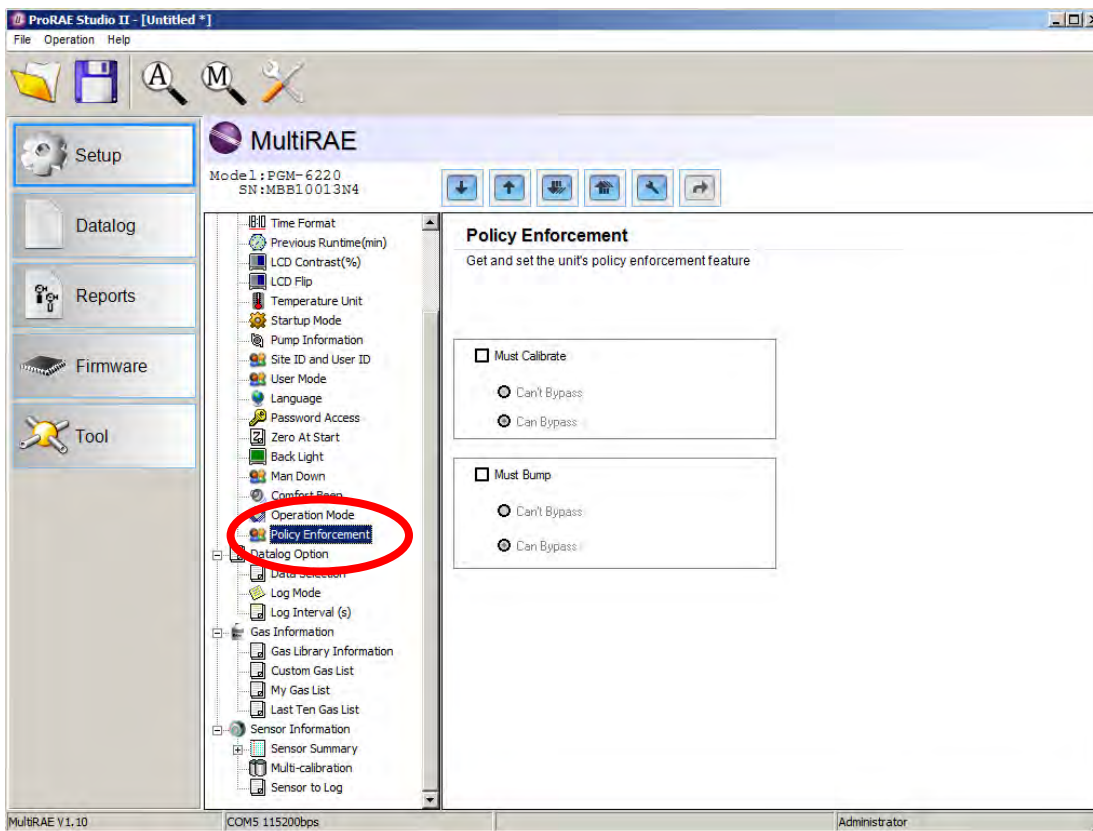 ProRAE Studio II - [Untitled *]
File Operation Help
A M
Setup
Datalog
Reports
Firmware
Tool
MultiRAE
Model:PGM-6220
SN:MBB10013N4
Time Format
Previous Runtime(min)
LCD Contrast(%)
LCD Flip
Temperature Unit
Startup Mode
Pump Information
Site ID and User ID
User Mode
Language
Password Access
Zero At Start
Back Light
Man Down
Comfort Beep
Operation Mode
Policy Enforcement
Datalog Option
Data Selection
Log Mode
Log Interval (s)
Gas Information
Gas Library Information
Custom Gas List
My Gas List
Last Ten Gas List
Sensor Information
Sensor Summary
Multi-calibration
Sensor to Log
Policy Enforcement
Get and set the unit's policy enforcement feature
Must Calibrate
Can't Bypass
Can Bypass
Must Bump
Can't Bypass
Can Bypass
MultiRAE V1.10 COM5 115200bps Administrator